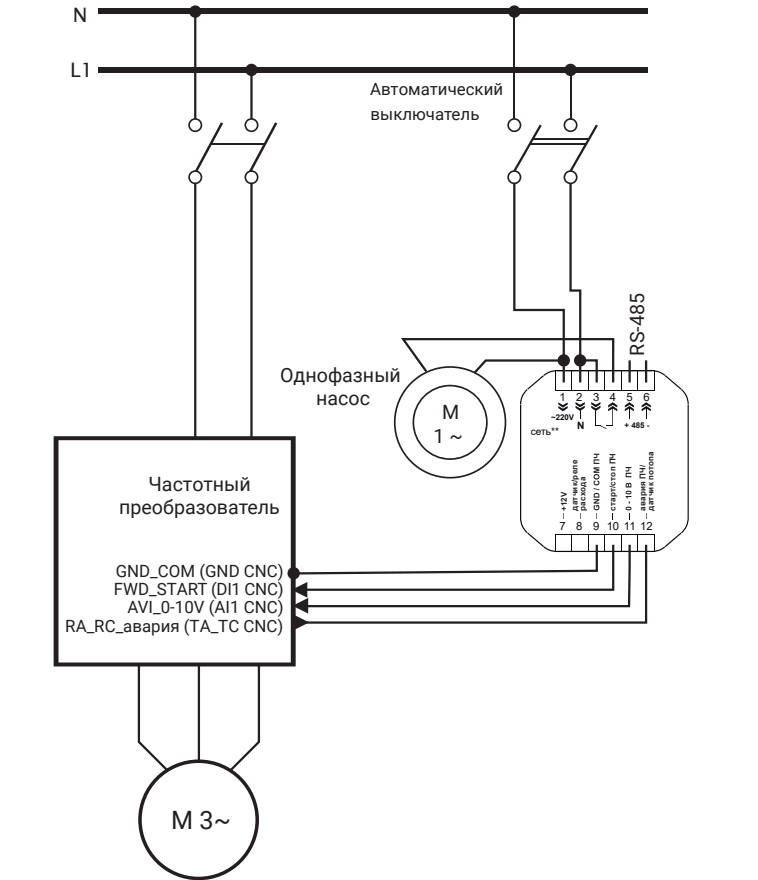 N
L1
Автоматический
выключатель
RS-485
Однофазный
насос
M
1 ~
1 2 3 4 5 6
~220V
N
+ 485 -
сеть**
+12V
датчик/реле
расхода
GND / COM ПЧ
старт/стоп ПЧ
0 - 10 В ПЧ
авария ПЧ/
датчик потопа
7 8 9 10 11 12
Частотный
преобразователь
GND_COM (GND CNC)
FWD_START (DI1 CNC)
AVI_0-10V (AI1 CNC)
RA_RC_авария (TA_TC CNC)
M 3~